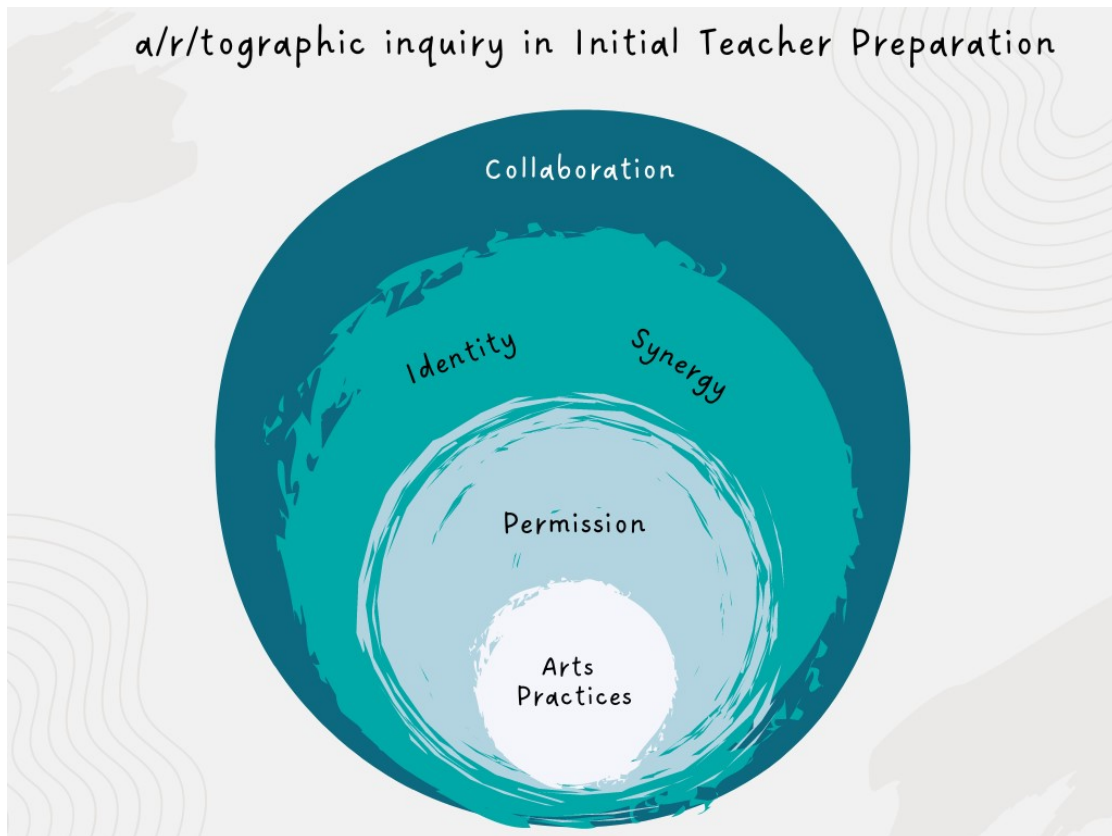 a/r/tographic inquiry in Initial Teacher Preparation
Collaboration
Identity
Synergy
Permission
Arts
Practices